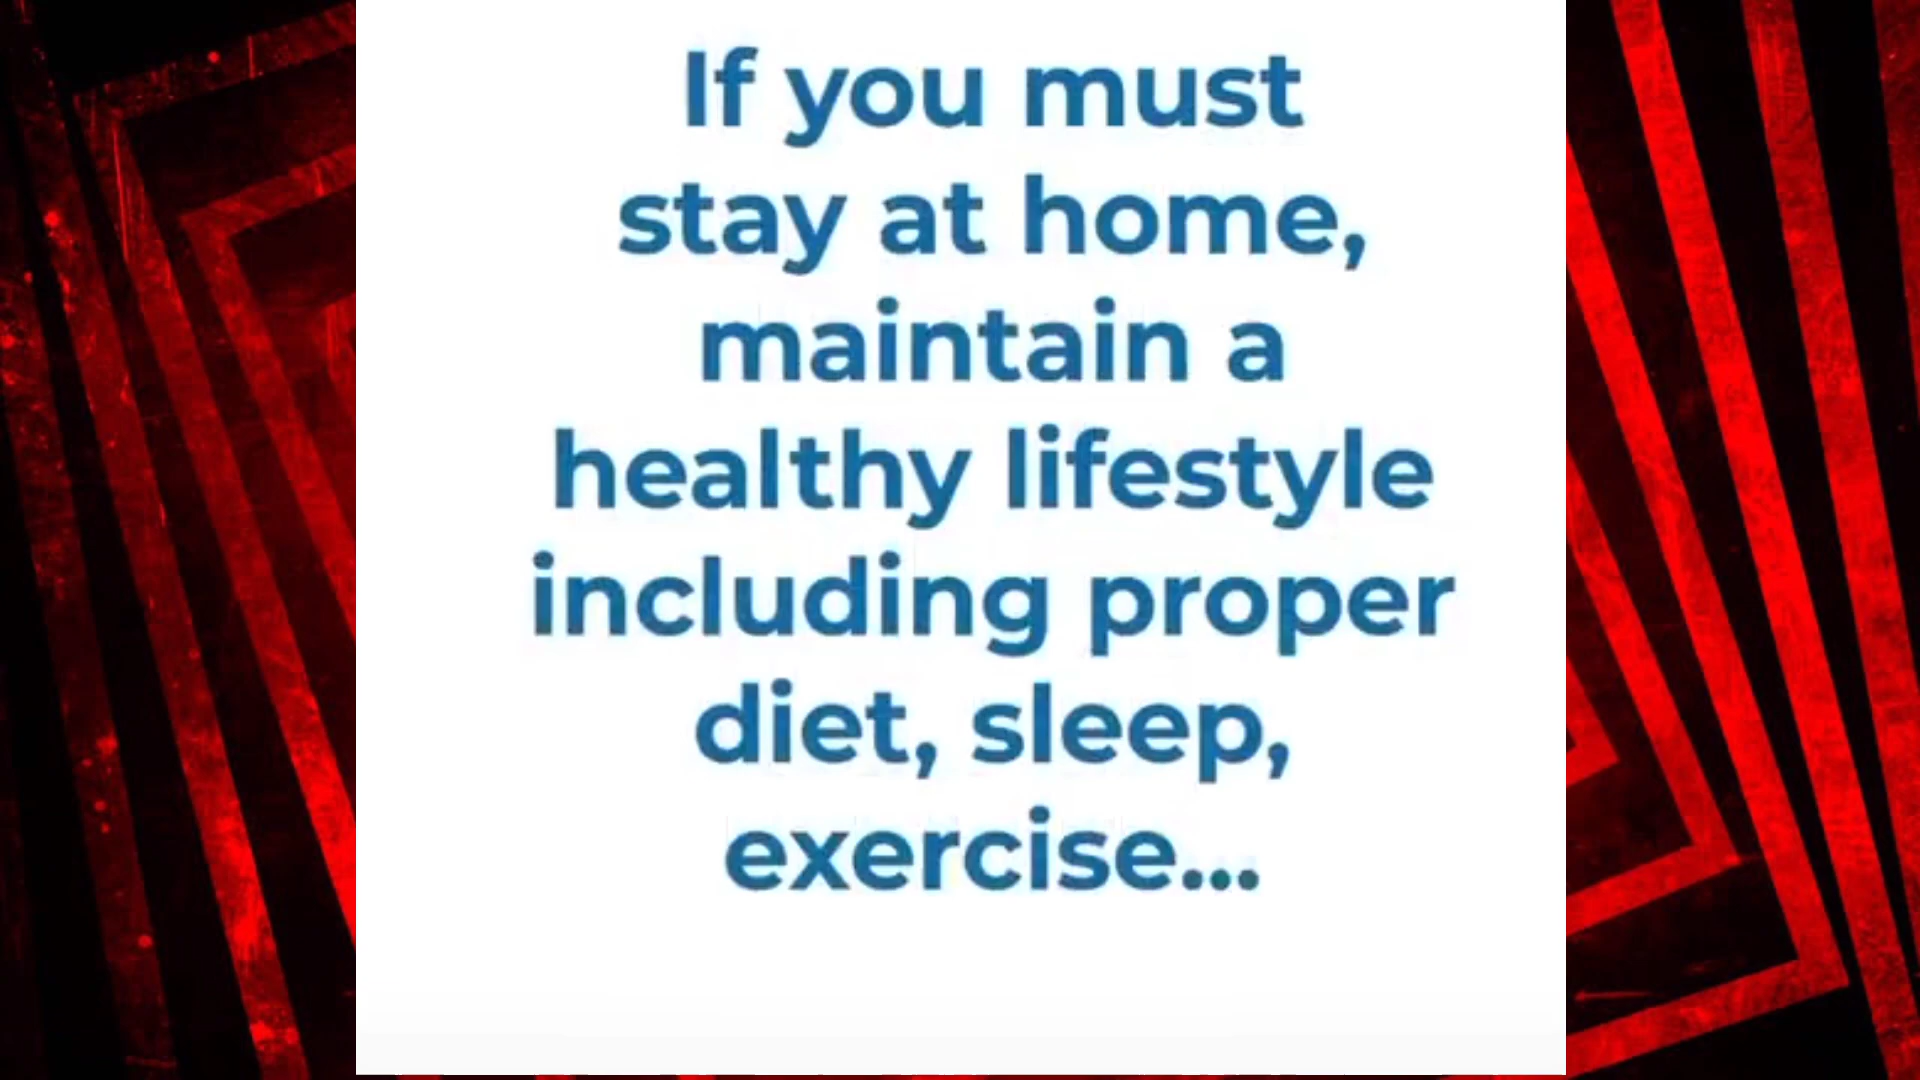 If you must
stay at home,
maintain a
healthy lifestyle
including proper
diet, sleep,
exercise...